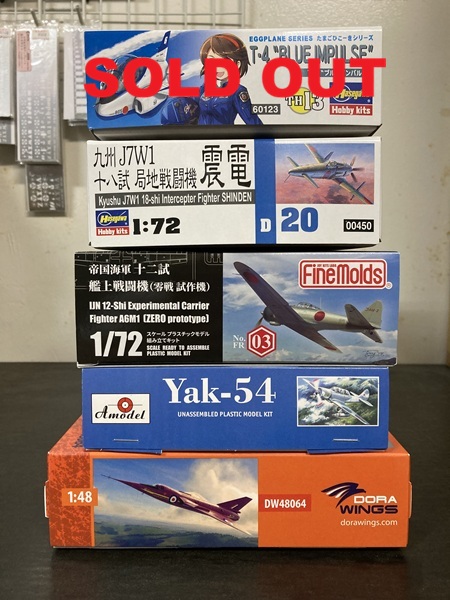 EGGPLANE SERIES たまごひこーきシリーズ
T-4 "BLUE IMPULSE"
SOLD OUT
60123
TH13
Hasegawa
Hobby kits
九州 J7W1
十八試 局地戦闘機 震電
Kyushu J7W1 18-shi Interceptor Fighter SHINDEN
Hasegawa
Hobby kits
1:72
D 20
00450
帝国海軍 十二試
艦上戦闘機(零戦 試作機)
IJN 12-Shi Experimental Carrier
Fighter A6M1 (ZERO prototype)
1/72
スケール プラスチックモデル
組み立てキット
SCALE READY TO ASSEMBLE
PLASTIC MODEL KIT
FineMolds
No.
FR
03
Amodel
Yak-54
UNASSEMBLED PLASTIC MODEL KIT
1:48
DW48064
DORA
WINGS
dorawings.com